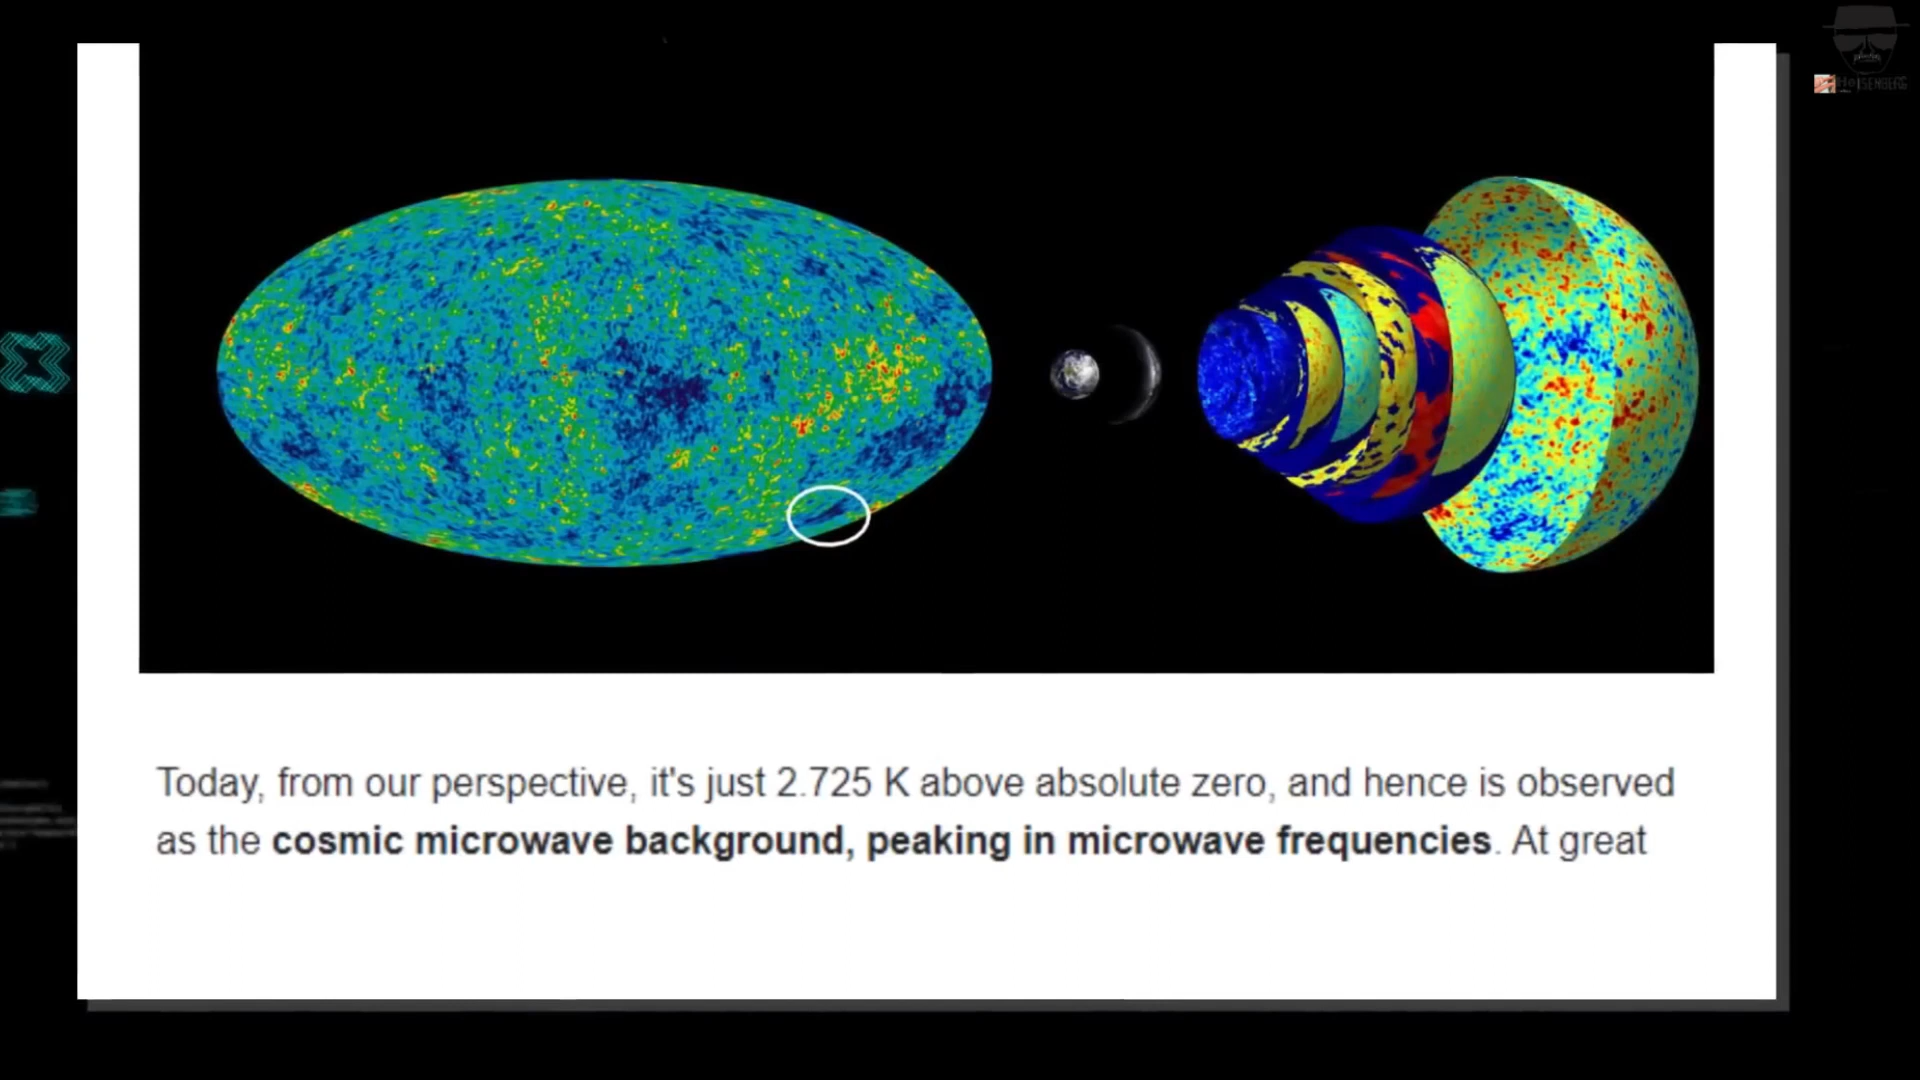 Today, from our perspective, it's just 2.725 K above absolute zero, and hence is observed
as the cosmic microwave background, peaking in microwave frequencies. At great